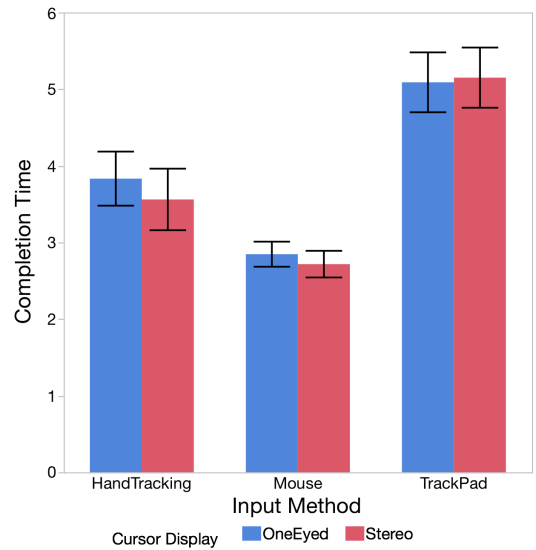 6
5
4
3
2
1
0
Completion Time
HandTracking Mouse TrackPad
Input Method
Cursor Display OneEyed Stereo